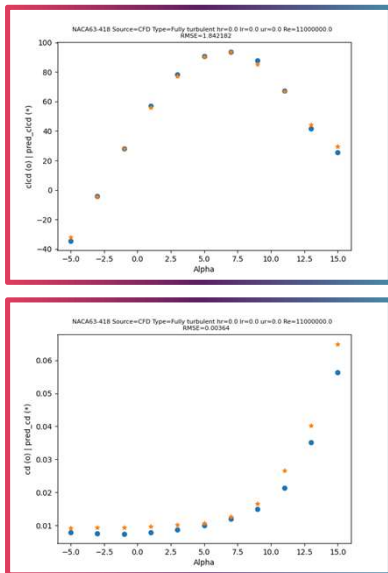 NACA63-418 Source=CFD Type=Fully turbulent hr=0.0 lr=0.0 ur=0.0 Re=11000000.0
RMSE=1.842182
clcd (o) | pred_clcd (*)
100
80
60
40
20
0
−20
−40
−5.0 −2.5 0.0 2.5 5.0 7.5 10.0 12.5 15.0
Alpha
NACA63-418 Source=CFD Type=Fully turbulent hr=0.0 lr=0.0 ur=0.0 Re=11000000.0
RMSE=0.00364
cd (o) | pred_cd (*)
0.06
0.05
0.04
0.03
0.02
0.01
−5.0 −2.5 0.0 2.5 5.0 7.5 10.0 12.5 15.0
Alpha